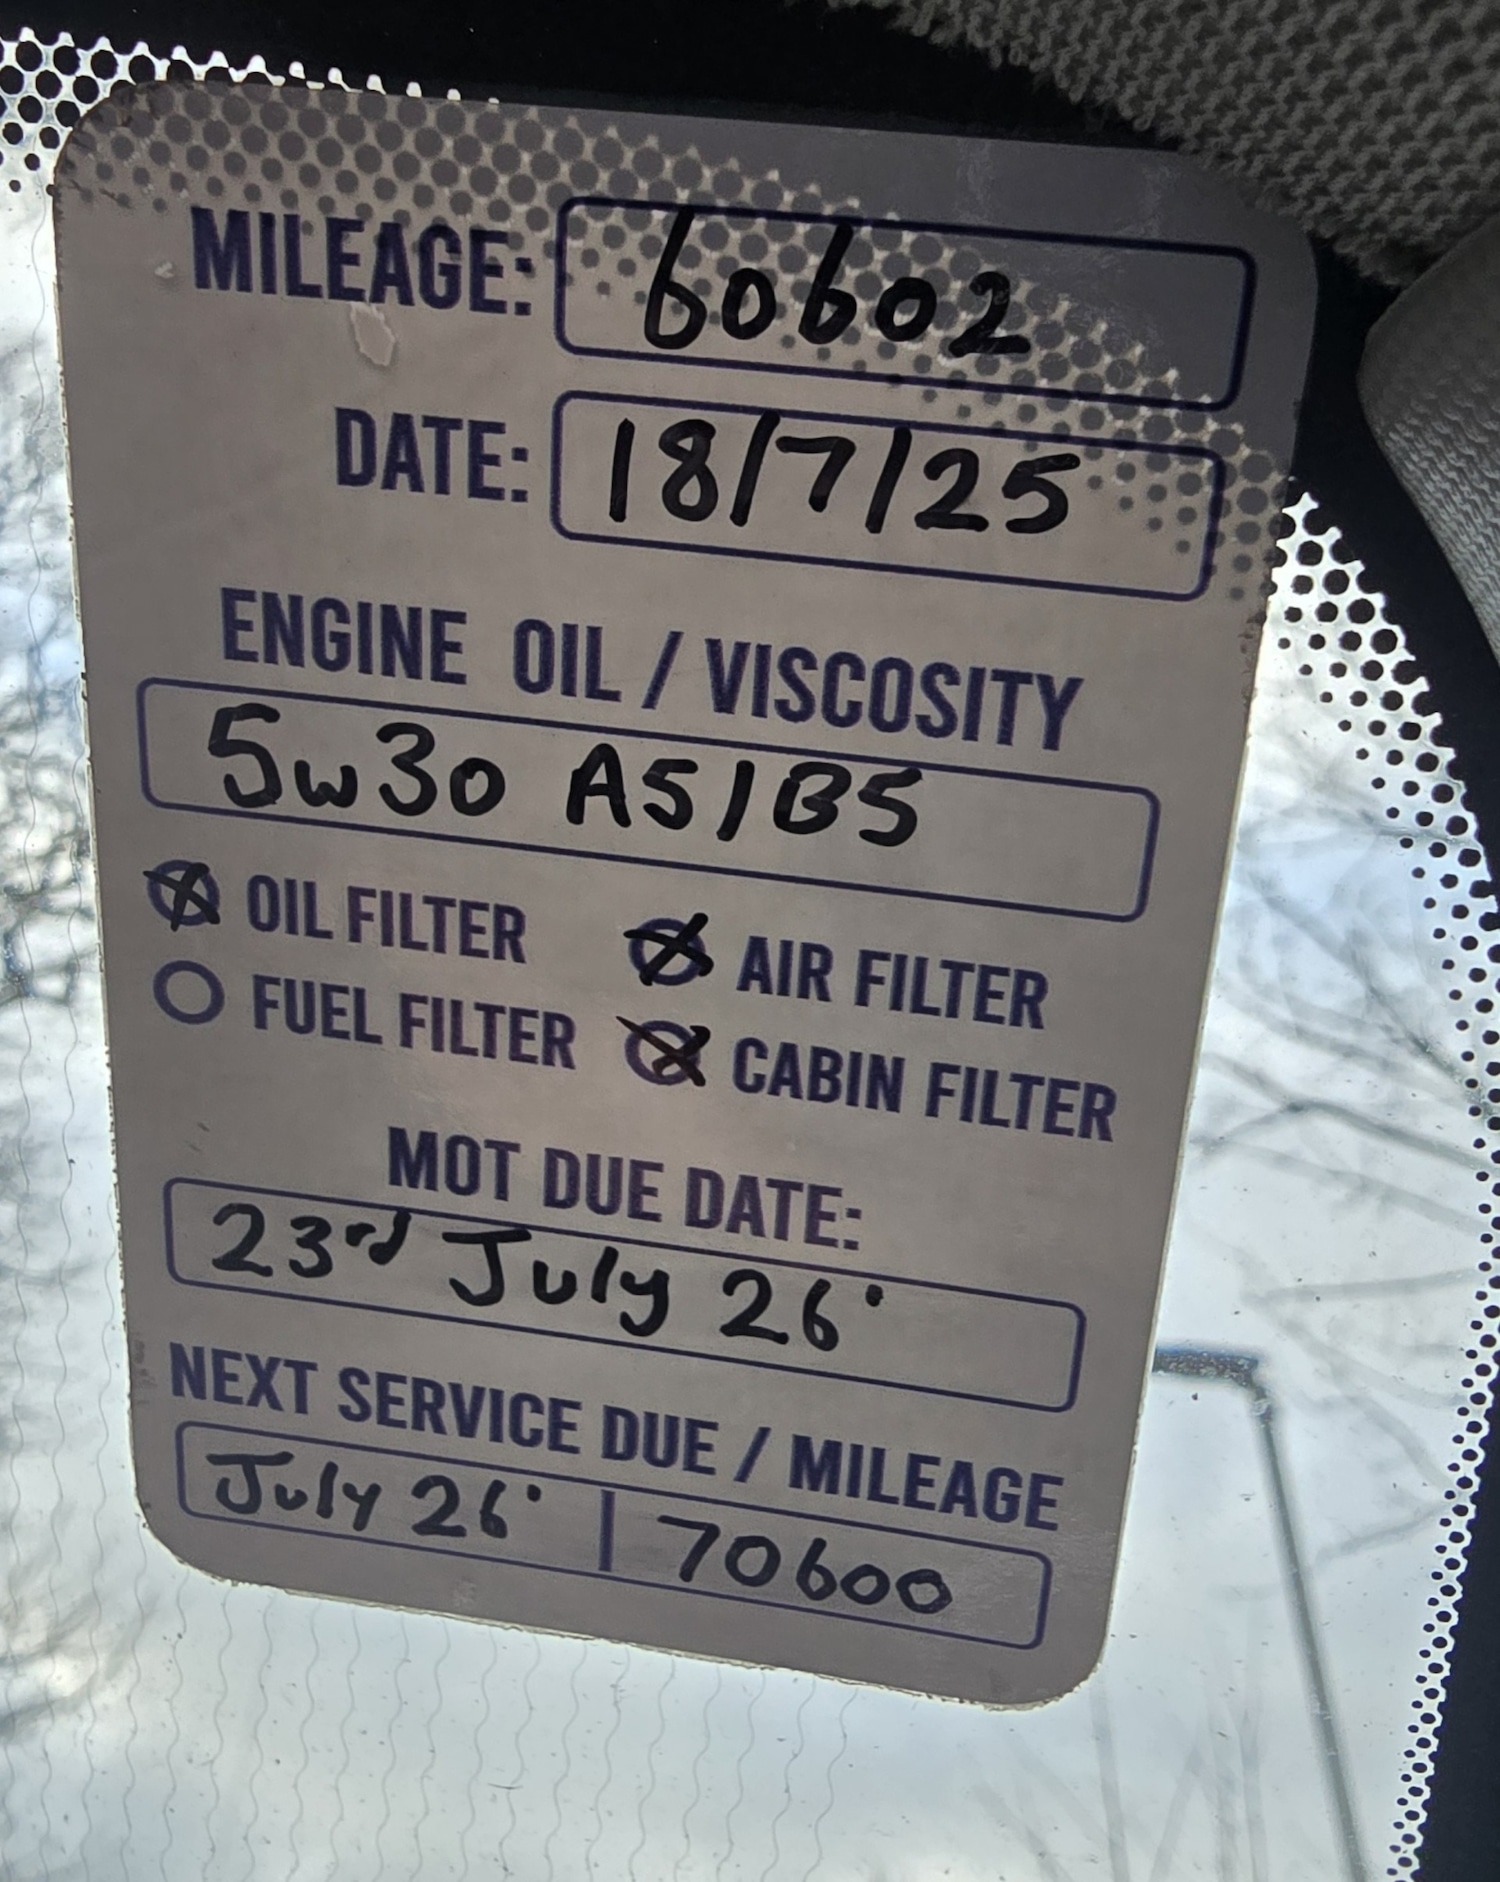 MILEAGE: 60602
DATE: 18/7/25
ENGINE OIL / VISCOSITY
5w30 A5/B5
OIL FILTER AIR FILTER
FUEL FILTER CABIN FILTER
MOT DUE DATE:
23rd July 26'
NEXT SERVICE DUE / MILEAGE
July 26' | 70600